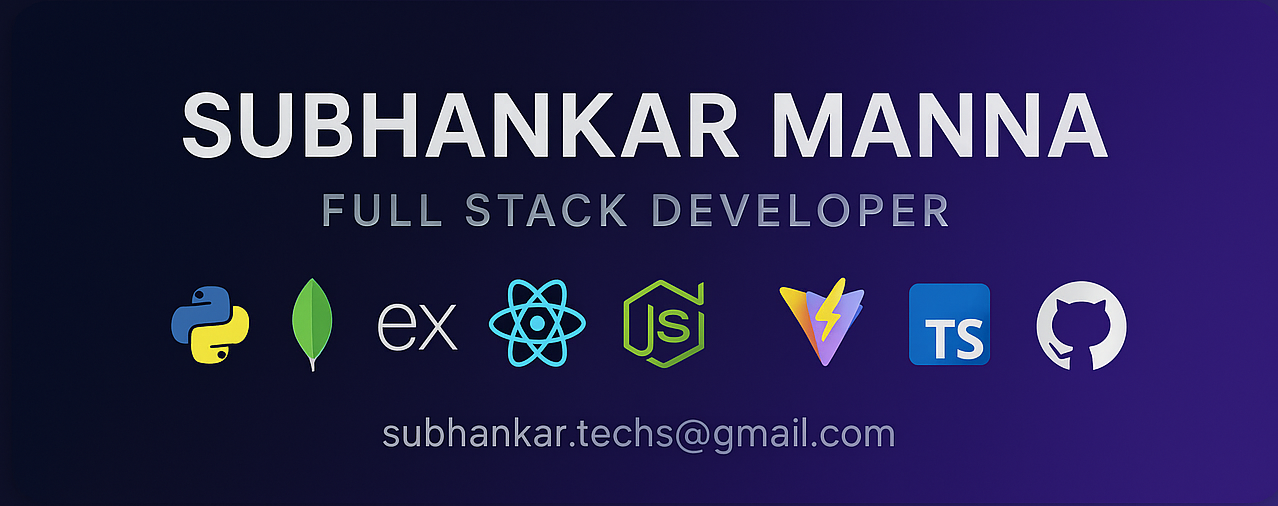 SUBHANKAR MANNA
FULL STACK DEVELOPER
ex JS TS
subhankar.techs@gmail.com